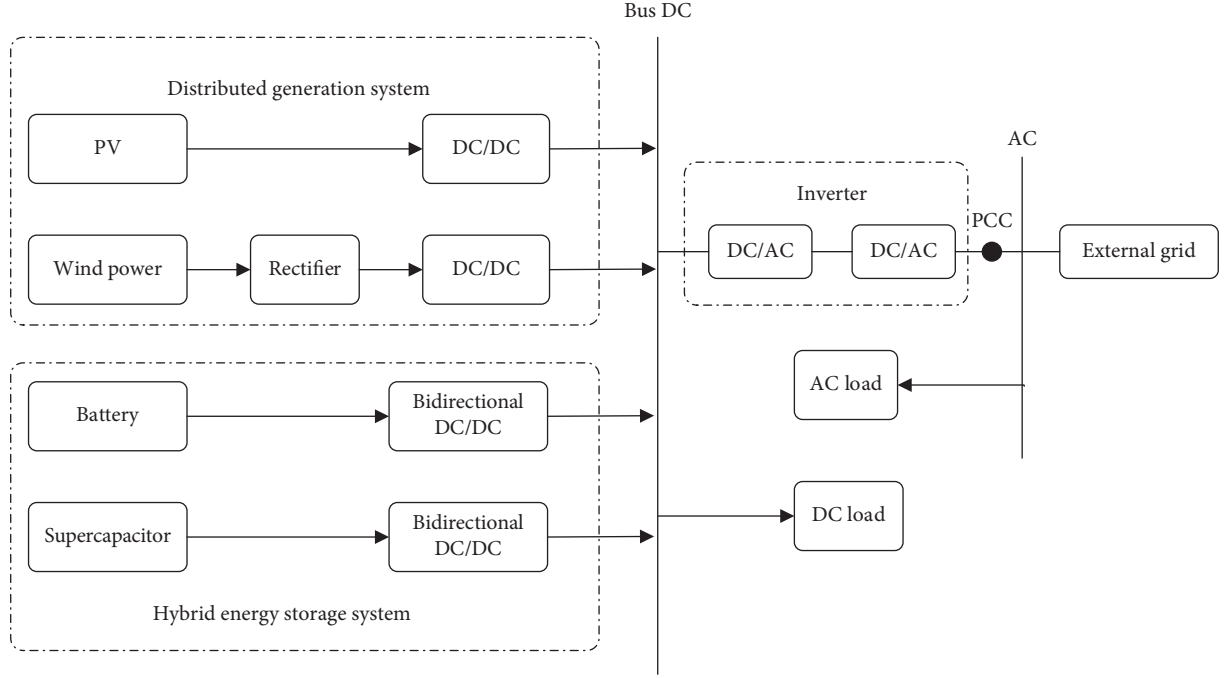 Bus DC
Distributed generation system
PV
DC/DC
AC
Inverter
PCC
Wind power
Rectifier
DC/DC
DC/AC
DC/AC
External grid
AC load
Battery
Bidirectional
DC/DC
DC load
Supercapacitor
Bidirectional
DC/DC
Hybrid energy storage system